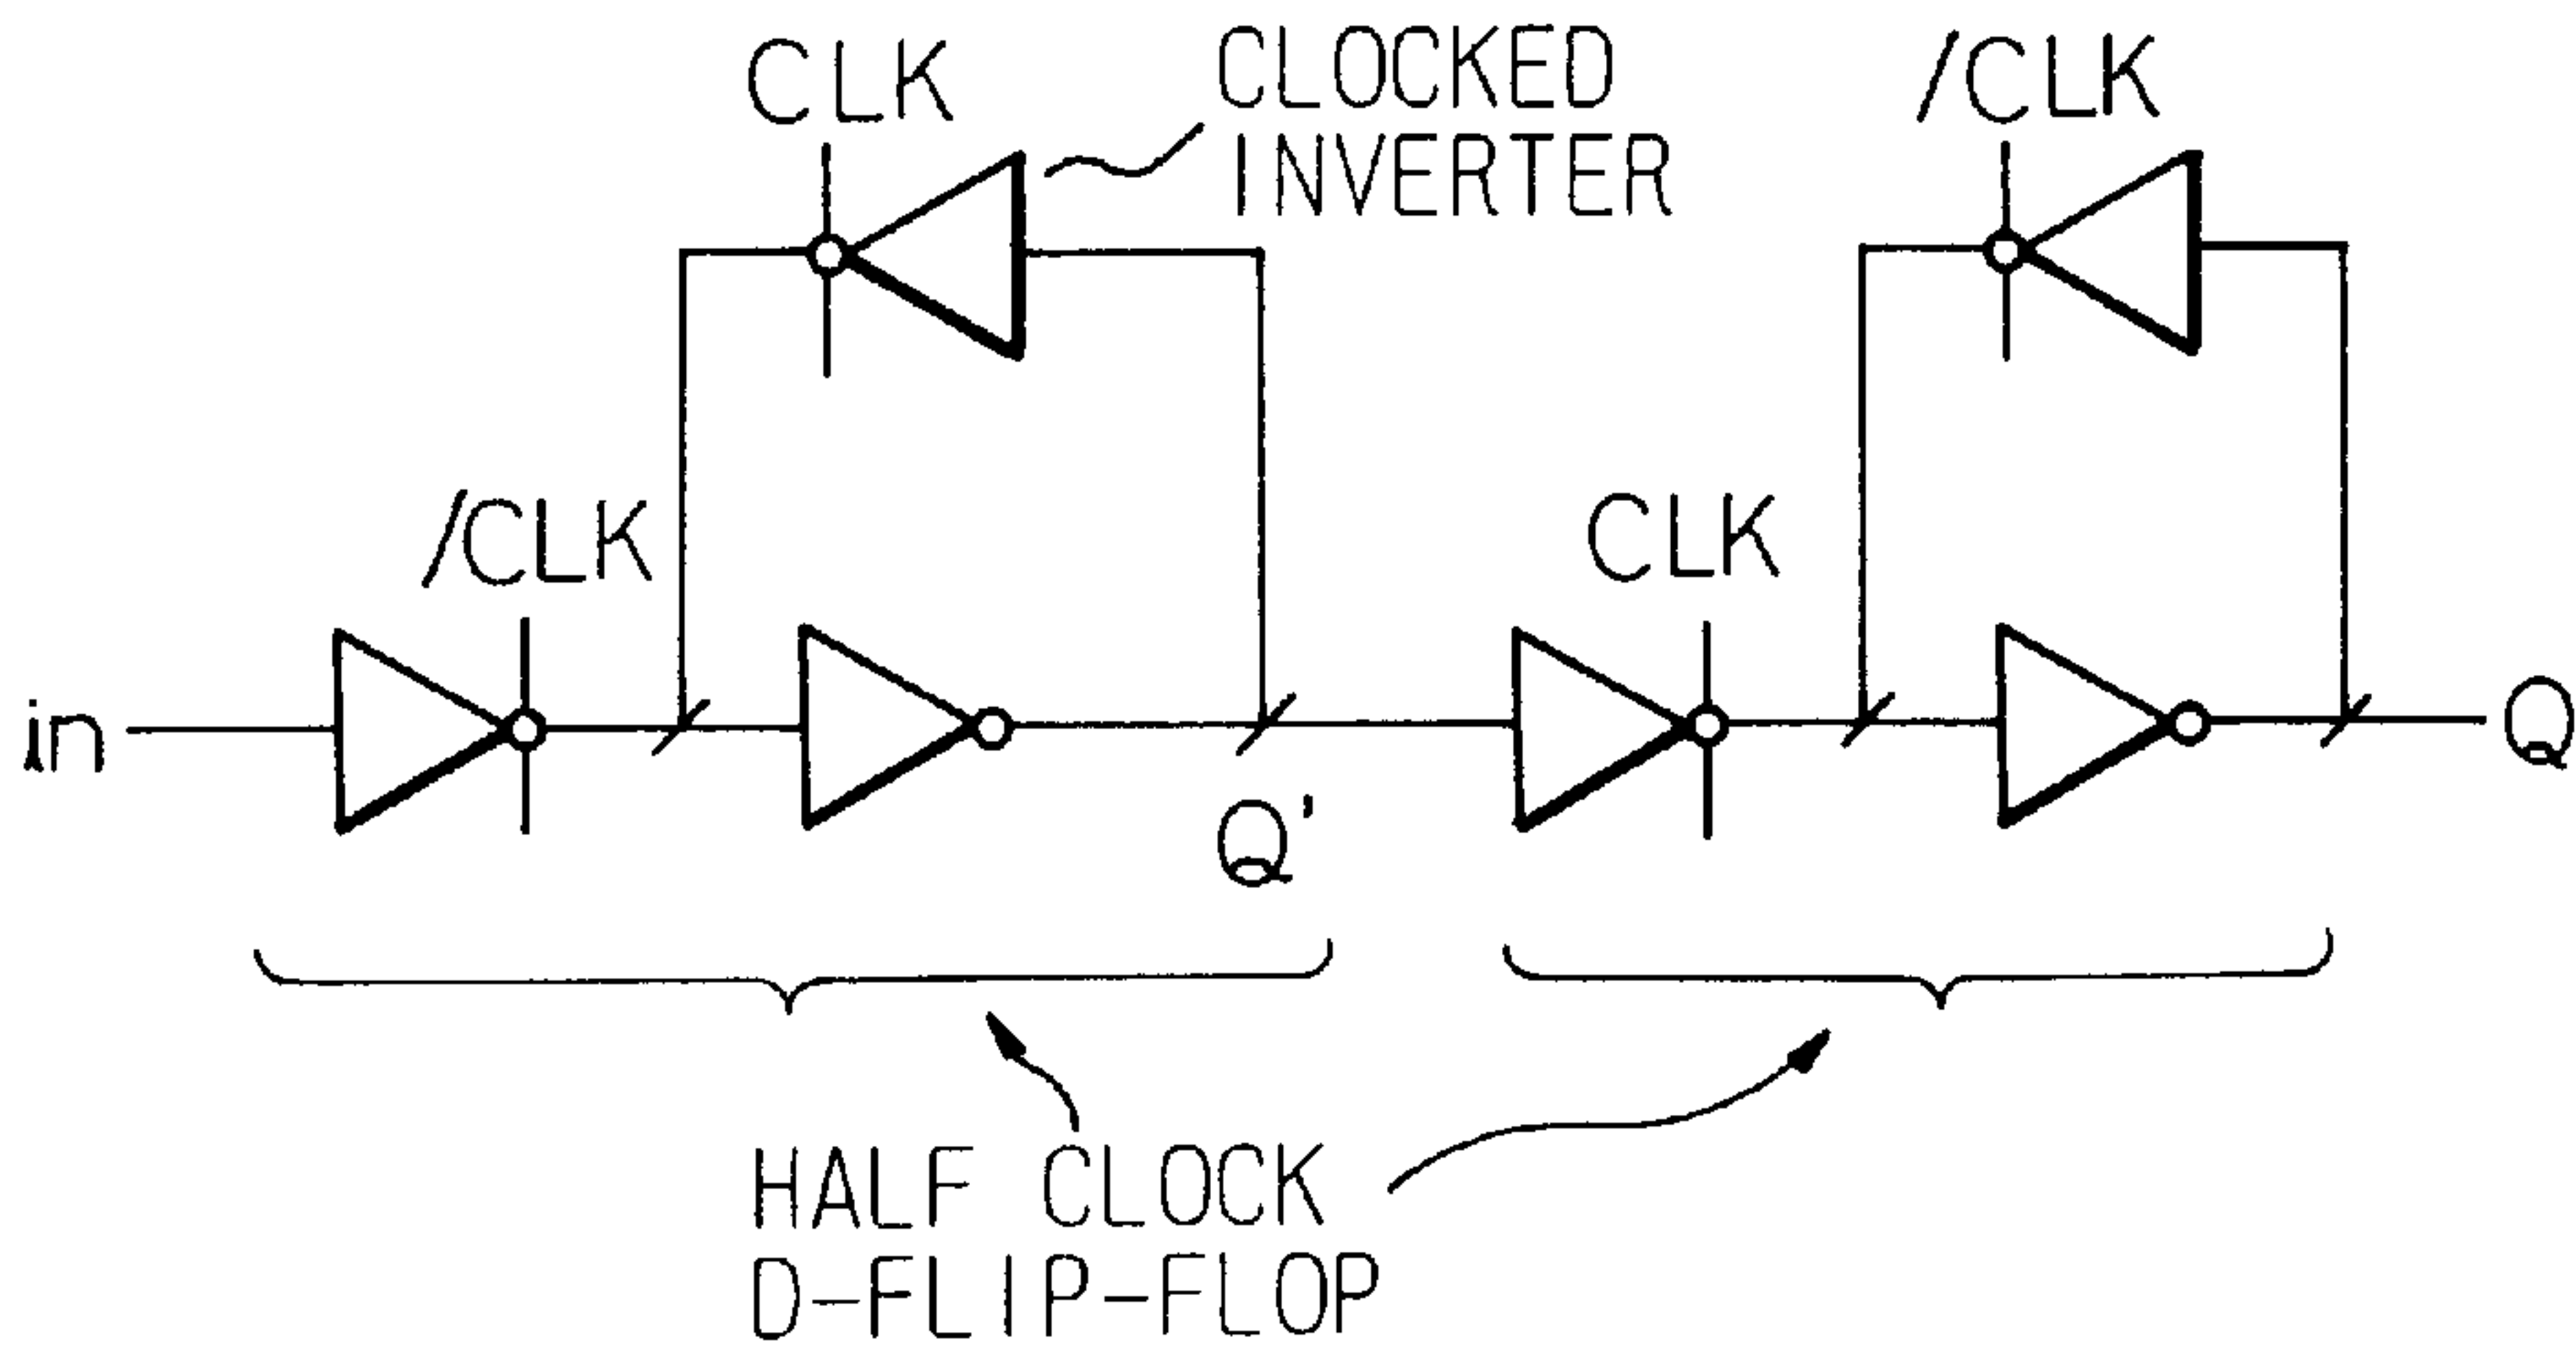 CLK
CLOCKED
INVERTER
/CLK
/CLK
CLK
in
Q
Q'
HALF CLOCK
D-FLIP-FLOP